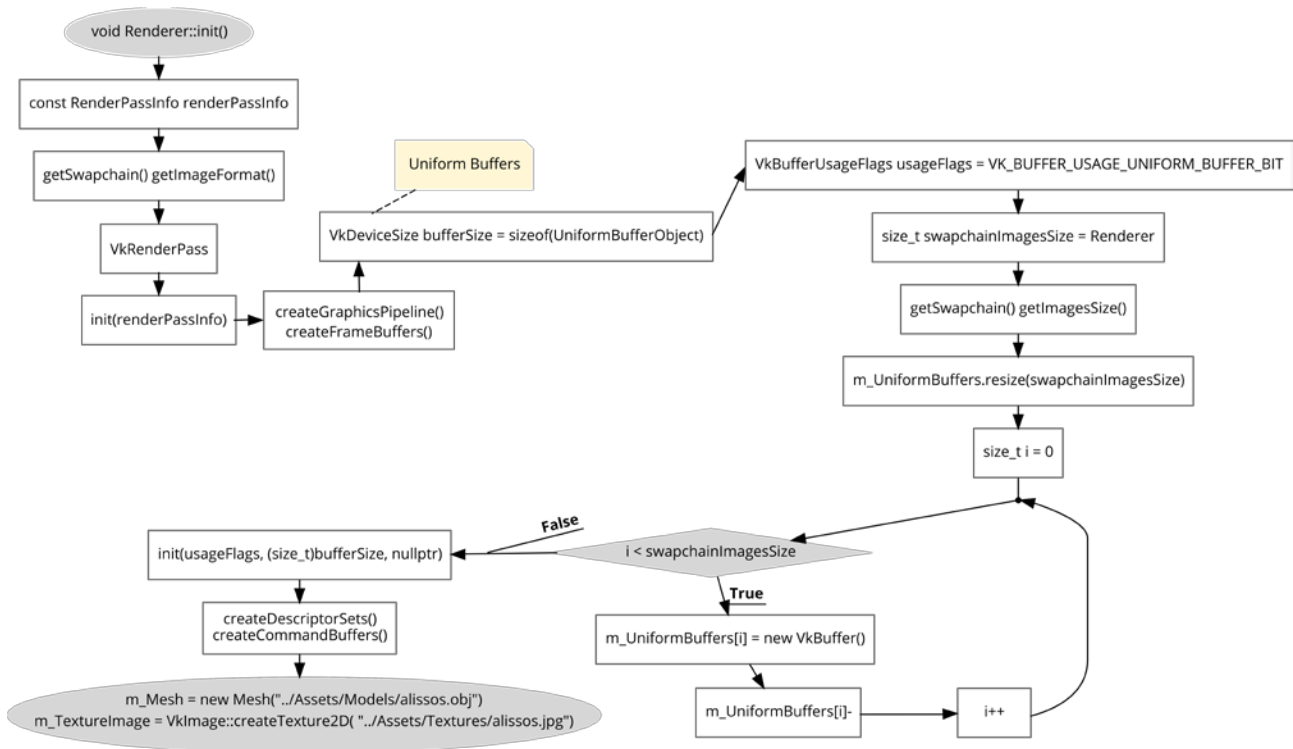 void Renderer::init()
const RenderPassInfo renderPassInfo
getSwapchain() getImageFormat()
VkRenderPass
init(renderPassInfo)
createGraphicsPipeline()
createFrameBuffers()
Uniform Buffers
VkDeviceSize bufferSize = sizeof(UniformBufferObject)
VkBufferUsageFlags usageFlags = VK_BUFFER_USAGE_UNIFORM_BUFFER_BIT
size_t swapchainImagesSize = Renderer
getSwapchain() getImagesSize()
m_UniformBuffers.resize(swapchainImagesSize)
size_t i = 0
i < swapchainImagesSize
True
m_UniformBuffers[i] = new VkBuffer()
m_UniformBuffers[i]-
i++
False
init(usageFlags, (size_t)bufferSize, nullptr)
createDescriptorSets()
createCommandBuffers()
m_Mesh = new Mesh("../Assets/Models/alissos.obj")
m_TextureImage = VkImage::createTexture2D( "../Assets/Textures/alissos.jpg")